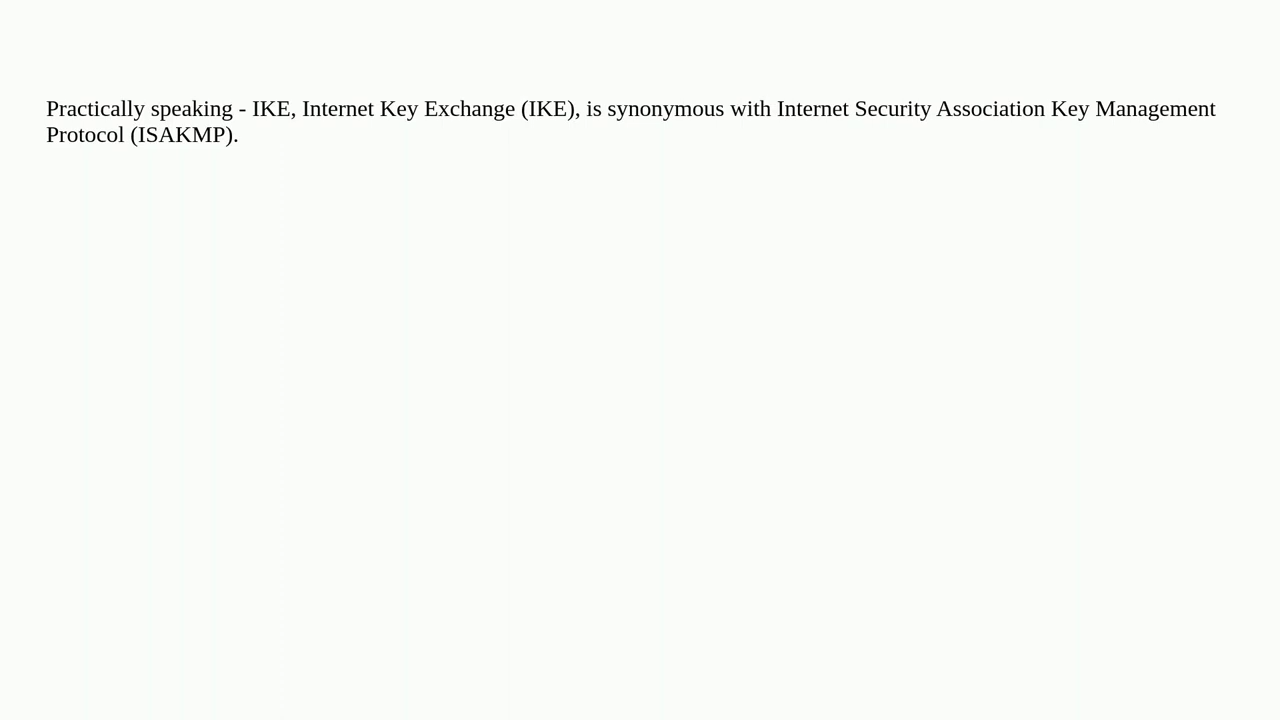 Practically speaking - IKE, Internet Key Exchange (IKE), is synonymous with Internet Security Association Key Management
Protocol (ISAKMP).